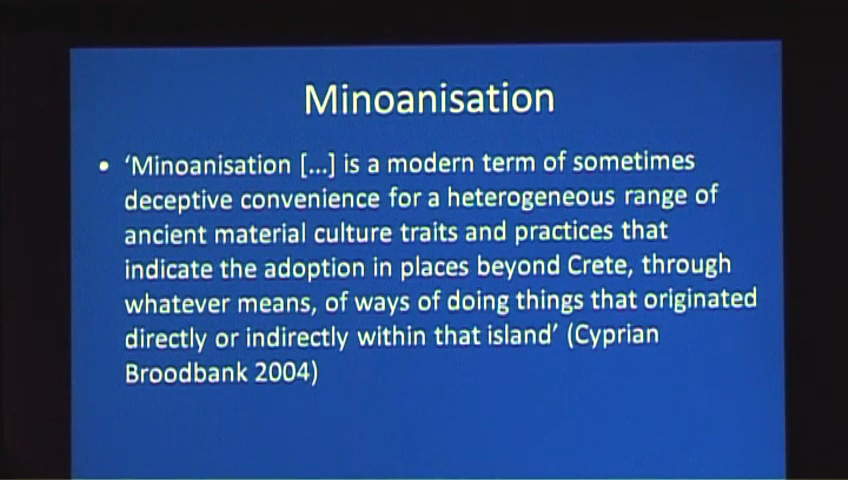 Minoanisation
• ‘Minoanisation [...] is a modern term of sometimes
deceptive convenience for a heterogeneous range of
ancient material culture traits and practices that
indicate the adoption in places beyond Crete, through
whatever means, of ways of doing things that originated
directly or indirectly within that island’ (Cyprian
Broodbank 2004)